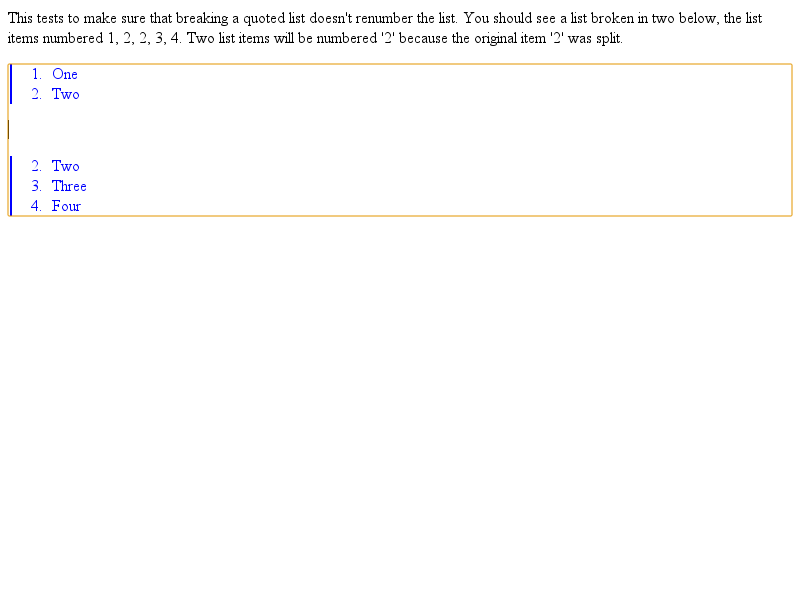 This tests to make sure that breaking a quoted list doesn't renumber the list. You should see a list broken in two below, the list
items numbered 1, 2, 2, 3, 4. Two list items will be numbered '2' because the original item '2' was split.
1. One
2. Two
2. Two
3. Three
4. Four